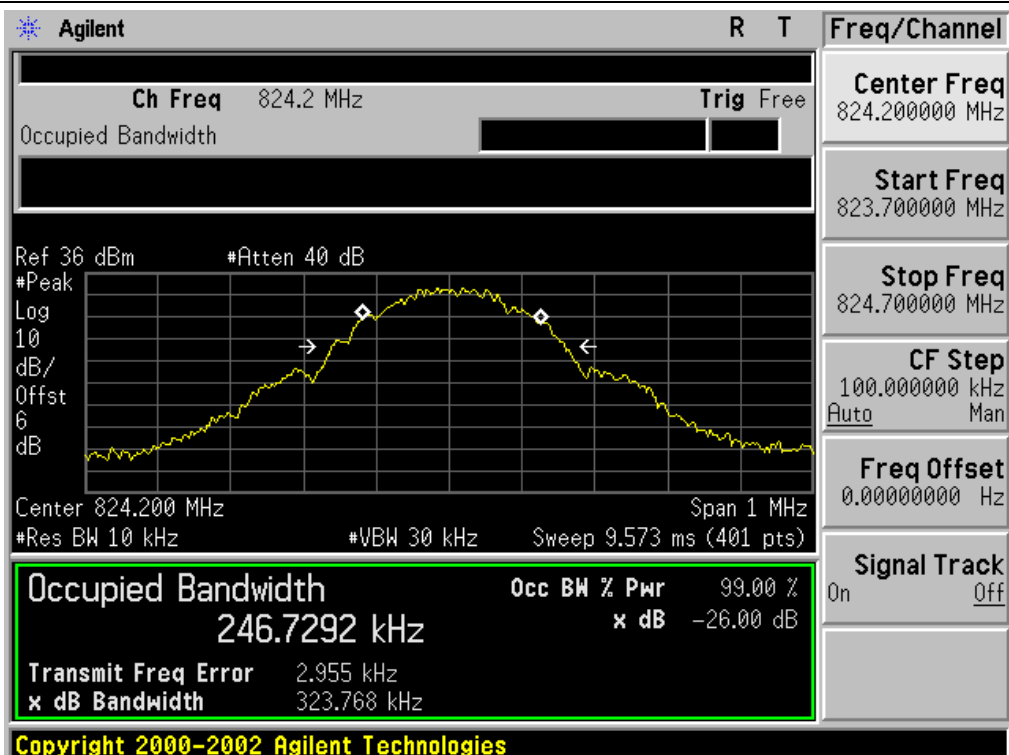 Agilent R T
Ch Freq 824.2 MHz Trig Free
Occupied Bandwidth
Ref 36 dBm #Atten 40 dB
#Peak
Log
10
dB/
Offst
6
dB
Center 824.200 MHz Span 1 MHz
#Res BW 10 kHz #VBW 30 kHz Sweep 9.573 ms (401 pts)
Occupied Bandwidth Occ BW % Pwr 99.00 %
246.7292 kHz x dB -26.00 dB
Transmit Freq Error 2.955 kHz
x dB Bandwidth 323.768 kHz
Copyright 2000-2002 Agilent Technologies
Freq/Channel
Center Freq
824.200000 MHz
Start Freq
823.700000 MHz
Stop Freq
824.700000 MHz
CF Step
100.000000 kHz
Auto Man
Freq Offset
0.00000000 Hz
Signal Track
On Off